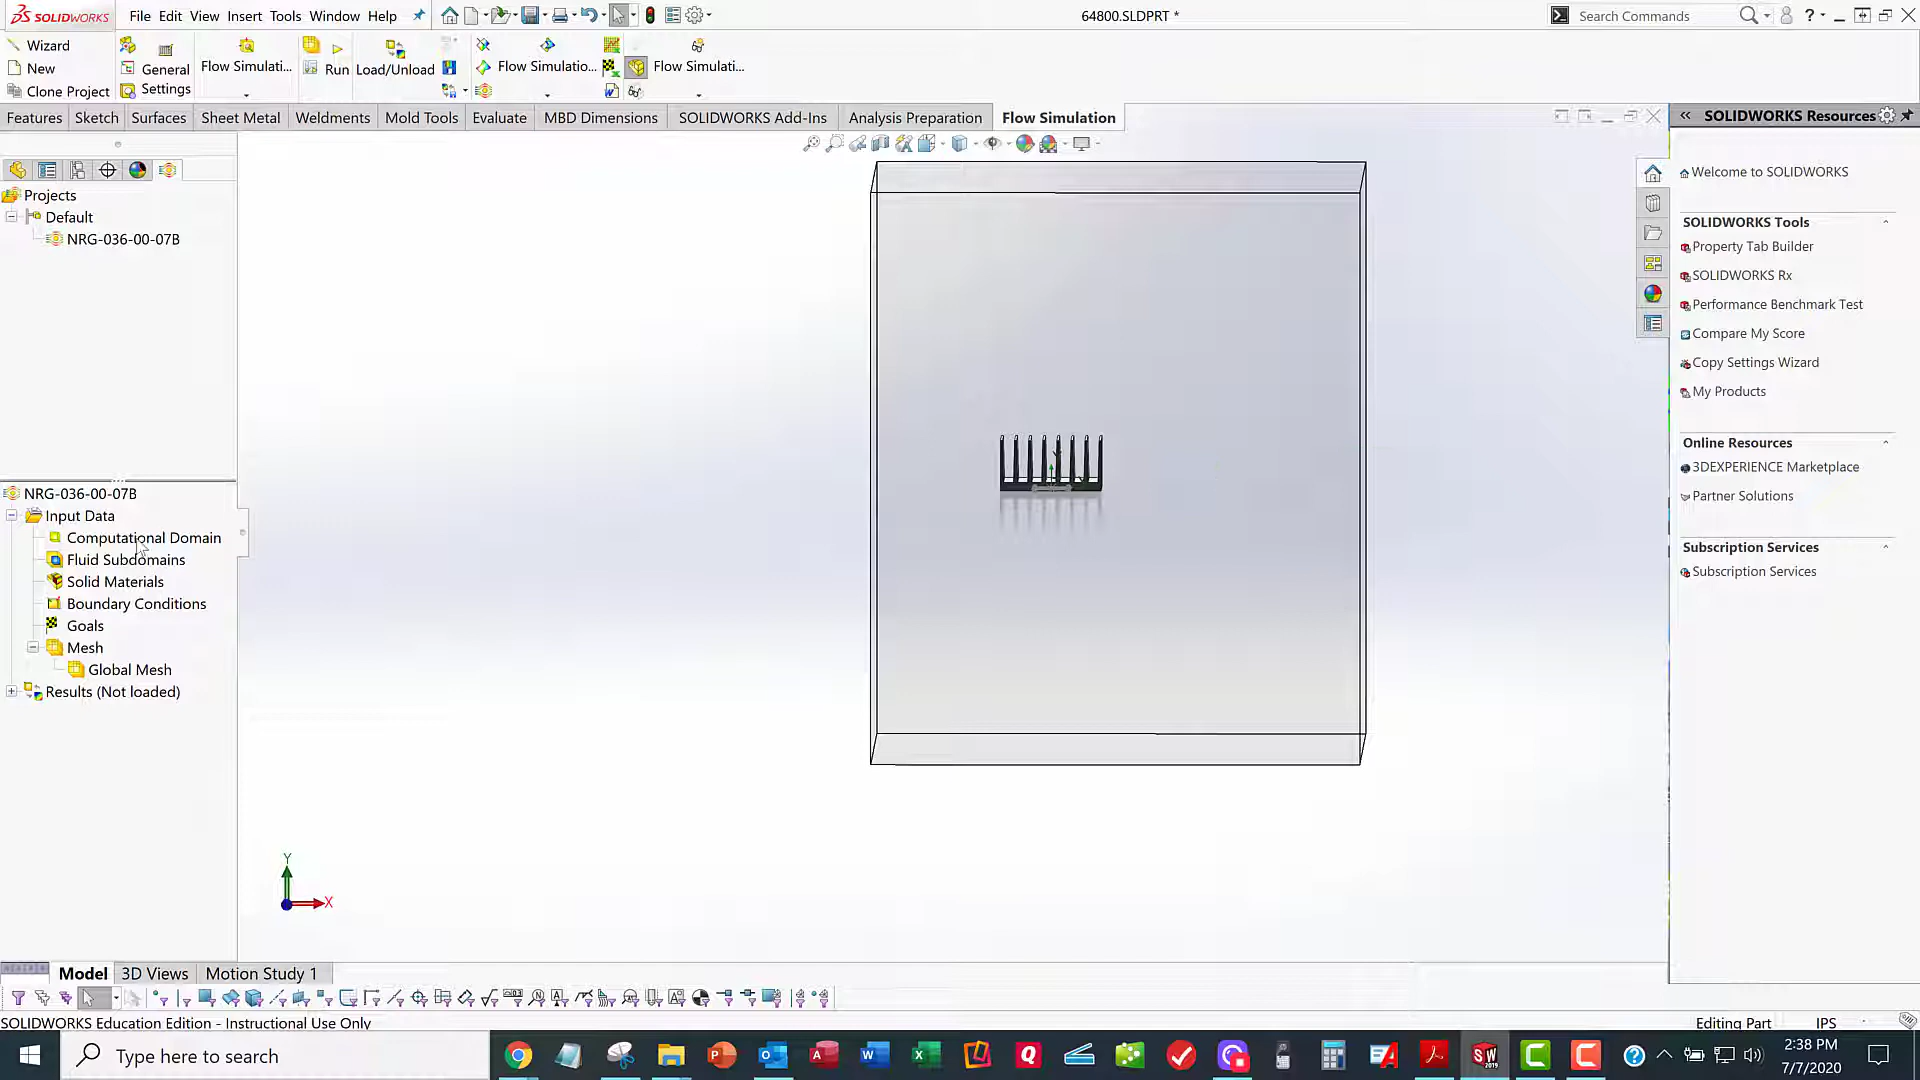 SOLIDWORKS File Edit View Insert Tools Window Help 64800.SLDPRT * Search Commands
Wizard
New
Clone Project
General Settings
Flow Simulati...
Run
Load/Unload
Flow Simulatio...
Flow Simulati...
Features Sketch Surfaces Sheet Metal Weldments Mold Tools Evaluate MBD Dimensions SOLIDWORKS Add-Ins Analysis Preparation Flow Simulation
Projects
Default
NRG-036-00-07B
NRG-036-00-07B
Input Data
Computational Domain
Fluid Subdomains
Solid Materials
Boundary Conditions
Goals
Mesh
Global Mesh
Results (Not loaded)
Y
X
SOLIDWORKS Resources
Welcome to SOLIDWORKS
SOLIDWORKS Tools
Property Tab Builder
SOLIDWORKS Rx
Performance Benchmark Test
Compare My Score
Copy Settings Wizard
My Products
Online Resources
3DEXPERIENCE Marketplace
Partner Solutions
Subscription Services
Subscription Services
Model 3D Views Motion Study 1
SOLIDWORKS Education Edition - Instructional Use Only Editing Part IPS
Type here to search
2:38 PM
7/7/2020